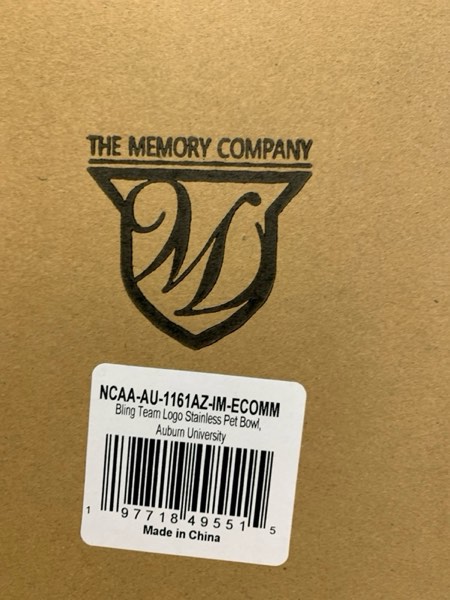 THE MEMORY COMPANY
M
NCAA-AU-1161AZ-IM-ECOMM
Bling Team Logo Stainless Pet Bowl,
Auburn University
1 97718 49551 5
Made in China